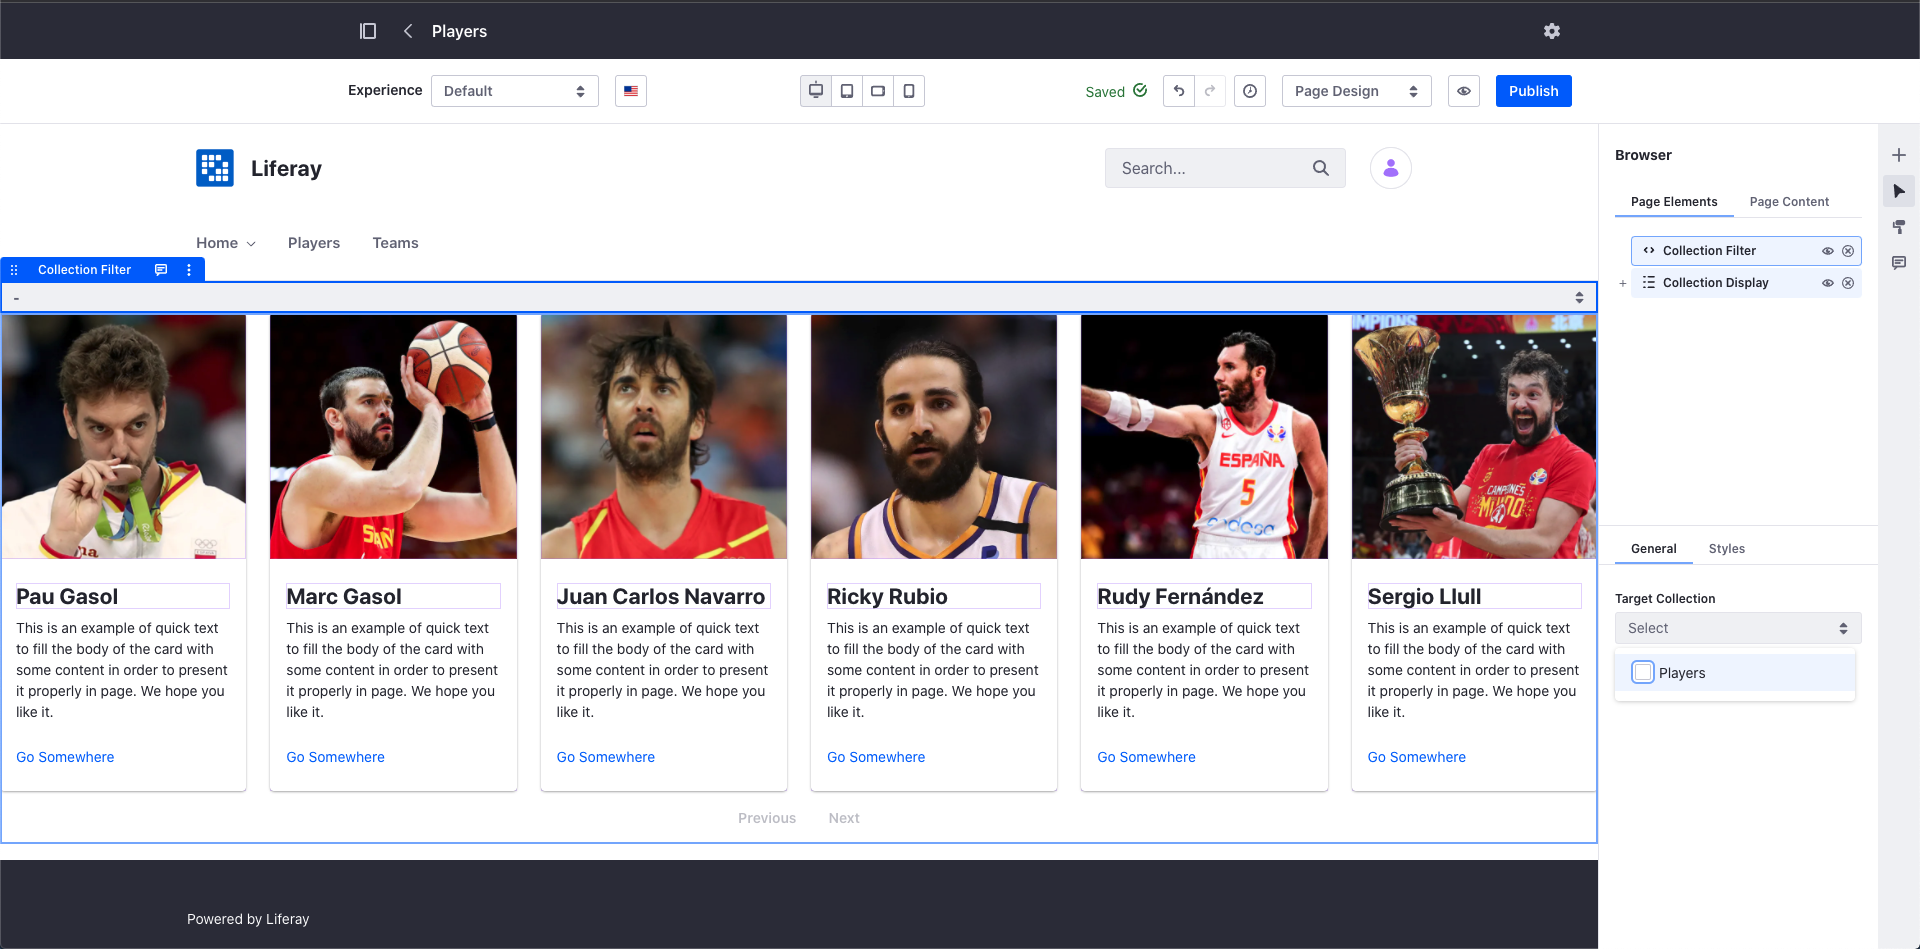 Players
Experience
Default
Saved
Page Design
Publish
Liferay
Search...
Home
Players
Teams
Collection Filter
-
IMPIONS
ESPAÑA
5
CAMPEONES
MUNDO
Pau Gasol
Marc Gasol
Juan Carlos Navarro
Ricky Rubio
Rudy Fernández
Sergio Llull
This is an example of quick text
to fill the body of the card with
some content in order to present
it properly in page. We hope you
like it.
Go Somewhere
This is an example of quick text
to fill the body of the card with
some content in order to present
it properly in page. We hope you
like it.
Go Somewhere
This is an example of quick text
to fill the body of the card with
some content in order to present
it properly in page. We hope you
like it.
Go Somewhere
This is an example of quick text
to fill the body of the card with
some content in order to present
it properly in page. We hope you
like it.
Go Somewhere
This is an example of quick text
to fill the body of the card with
some content in order to present
it properly in page. We hope you
like it.
Go Somewhere
This is an example of quick text
to fill the body of the card with
some content in order to present
it properly in page. We hope you
like it.
Go Somewhere
Previous
Next
Powered by Liferay
Browser
Page Elements
Page Content
Collection Filter
Collection Display
General
Styles
Target Collection
Select
Players